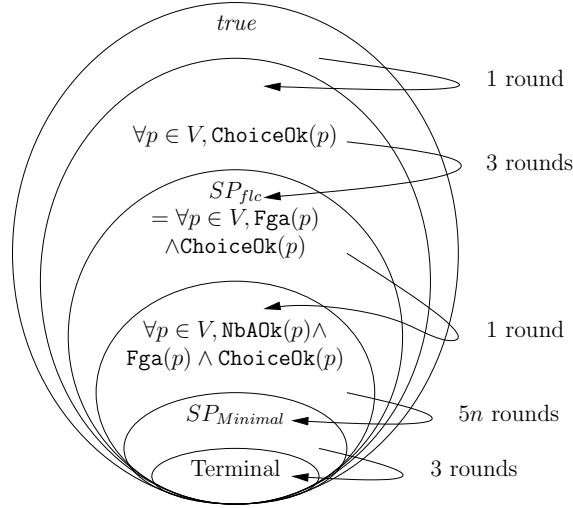 true
1 round
∀p ∈ V, ChoiceOk(p)
3 rounds
SP_flc
= ∀p ∈ V, Fga(p)
∧ChoiceOk(p)
1 round
∀p ∈ V, NbAOk(p)∧
Fga(p) ∧ ChoiceOk(p)
SP_Minimal
5n rounds
Terminal
3 rounds